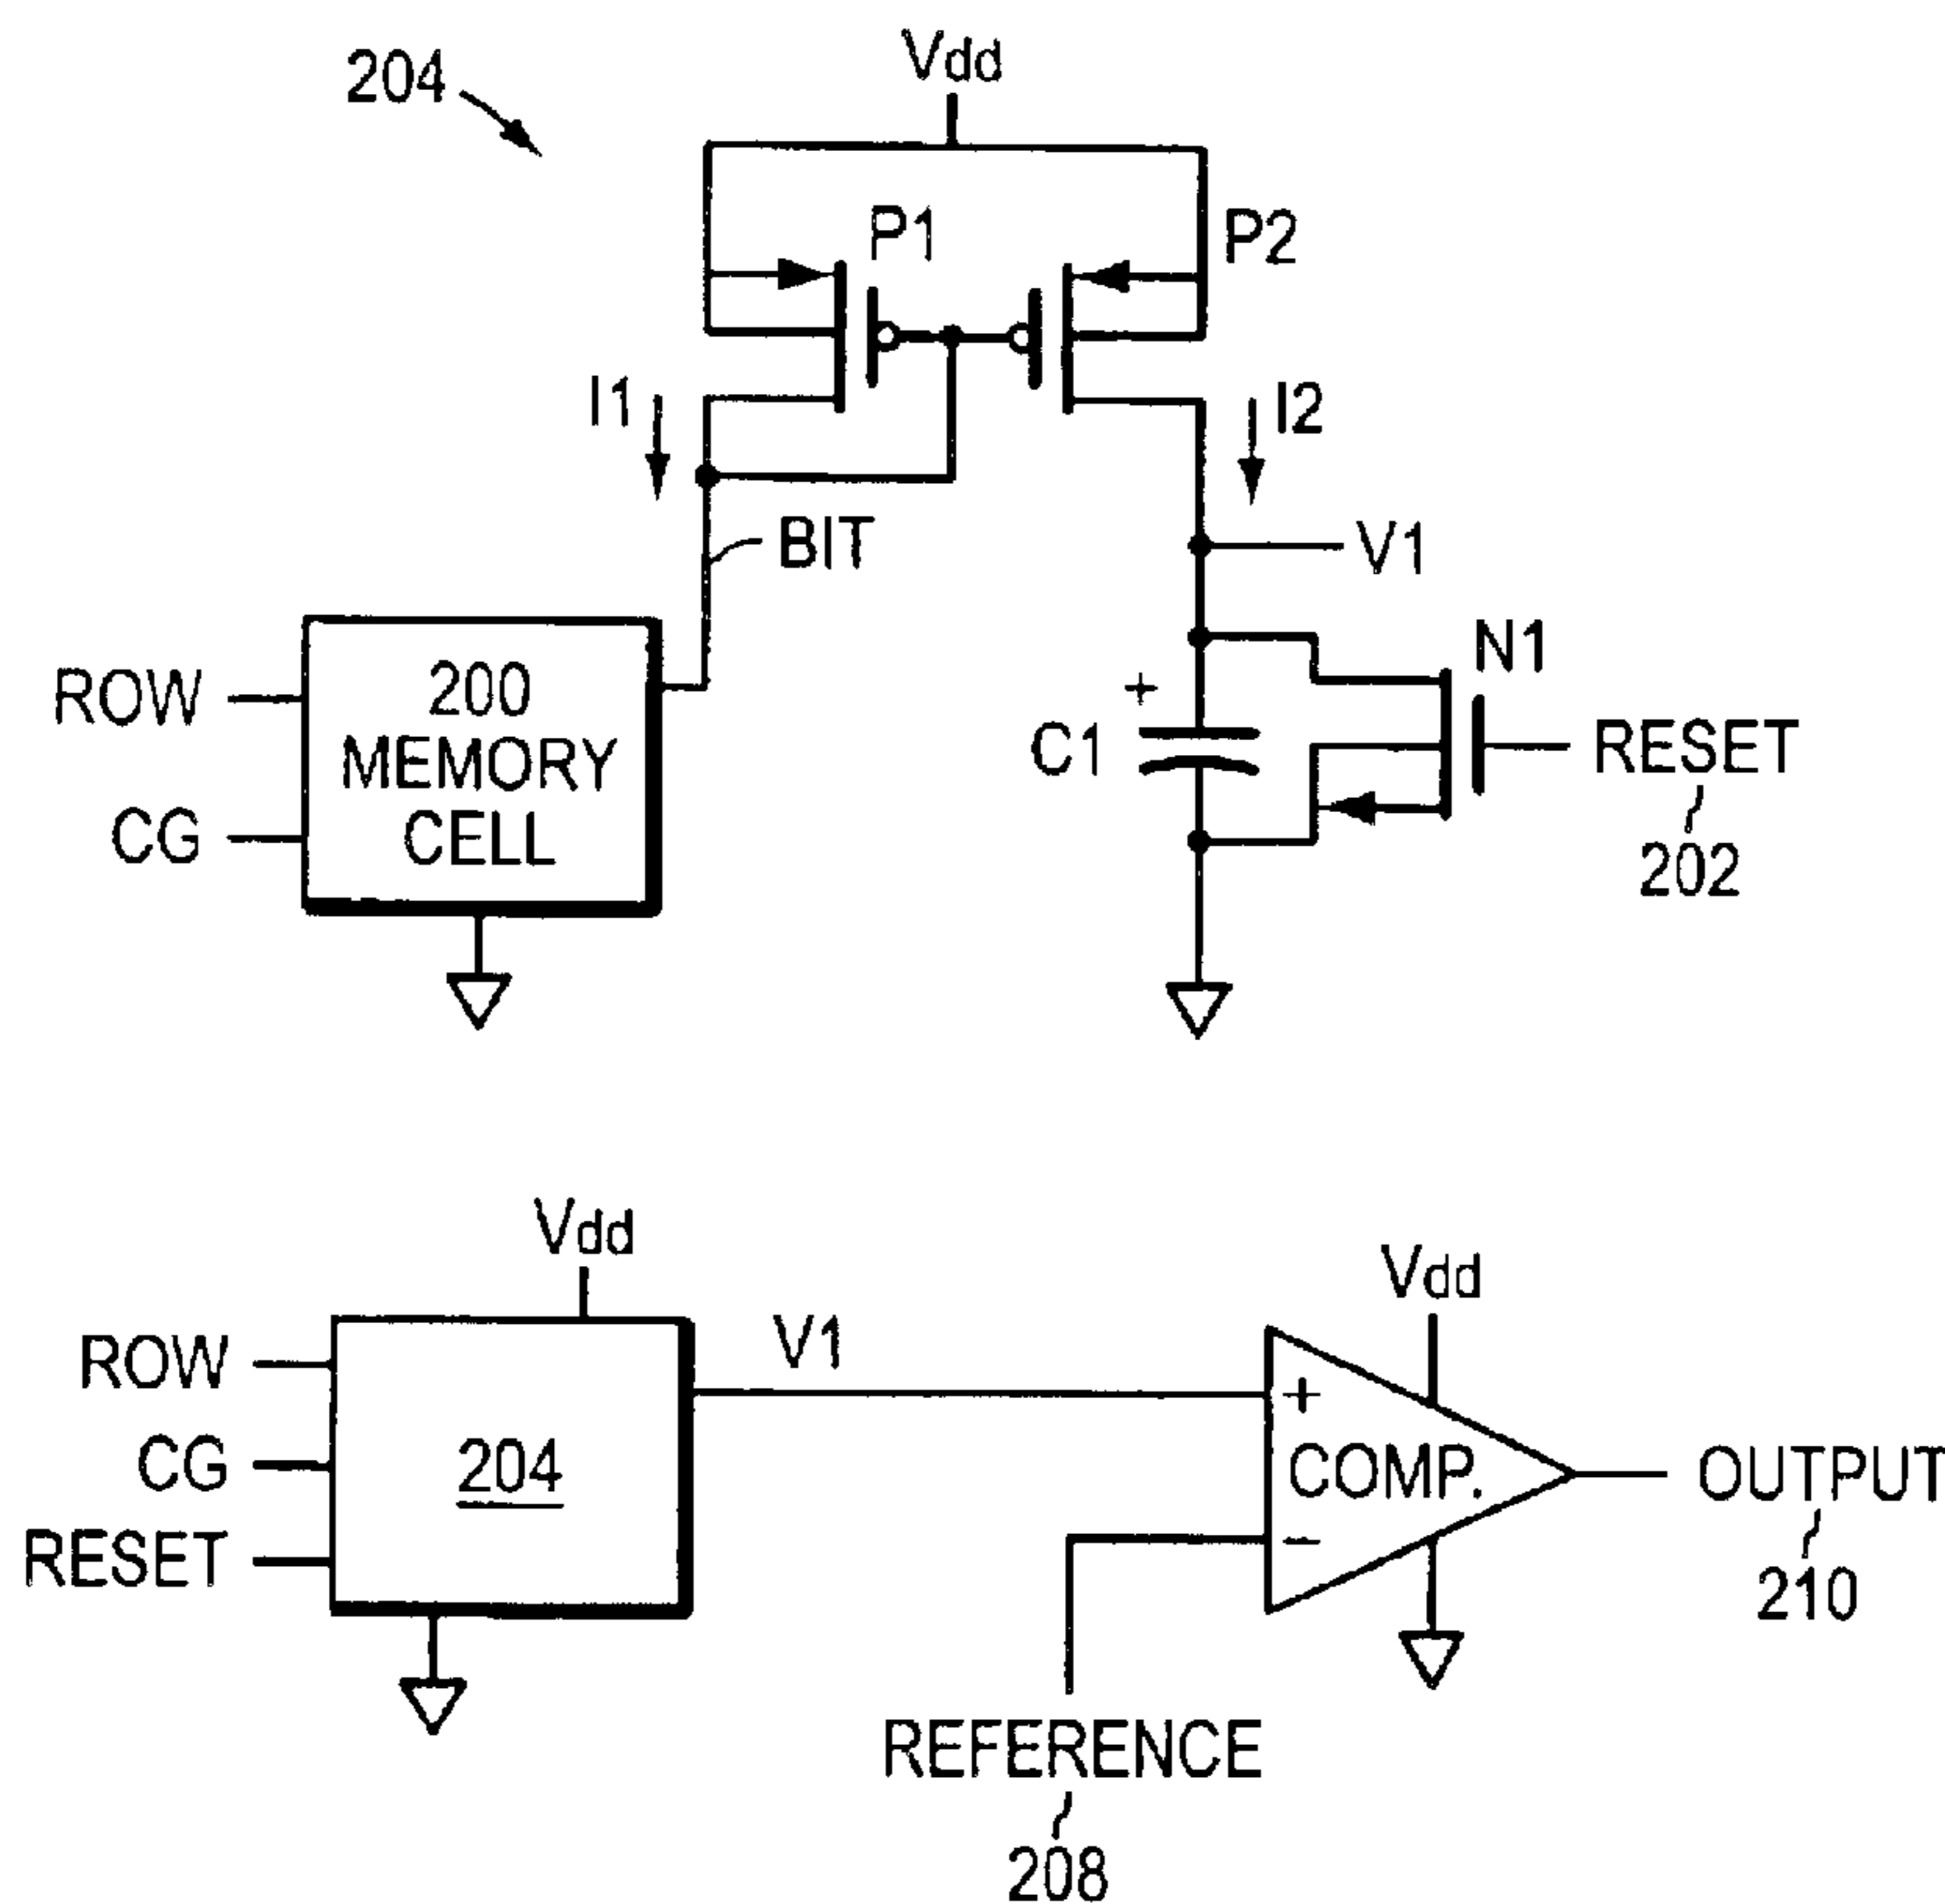 204
Vdd
P1
P2
I1
I2
BIT
V1
ROW
CG
200
MEMORY
CELL
+
C1
N1
RESET
202
Vdd
Vdd
ROW
CG
RESET
204
V1
+
COMP.
−
OUTPUT
210
REFERENCE
208